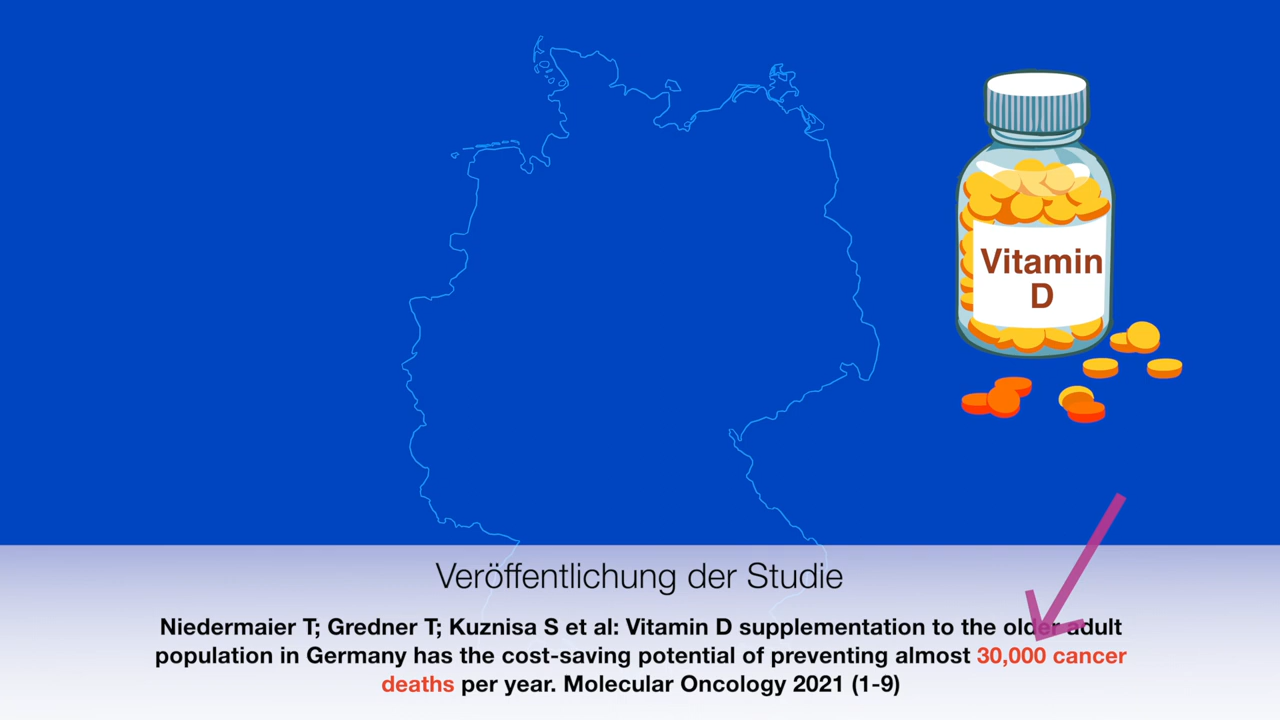 Vitamin
D
Veröffentlichung der Studie
Niedermaier T; Gredner T; Kuznisa S et al: Vitamin D supplementation to the older adult
population in Germany has the cost-saving potential of preventing almost 30,000 cancer
deaths per year. Molecular Oncology 2021 (1-9)